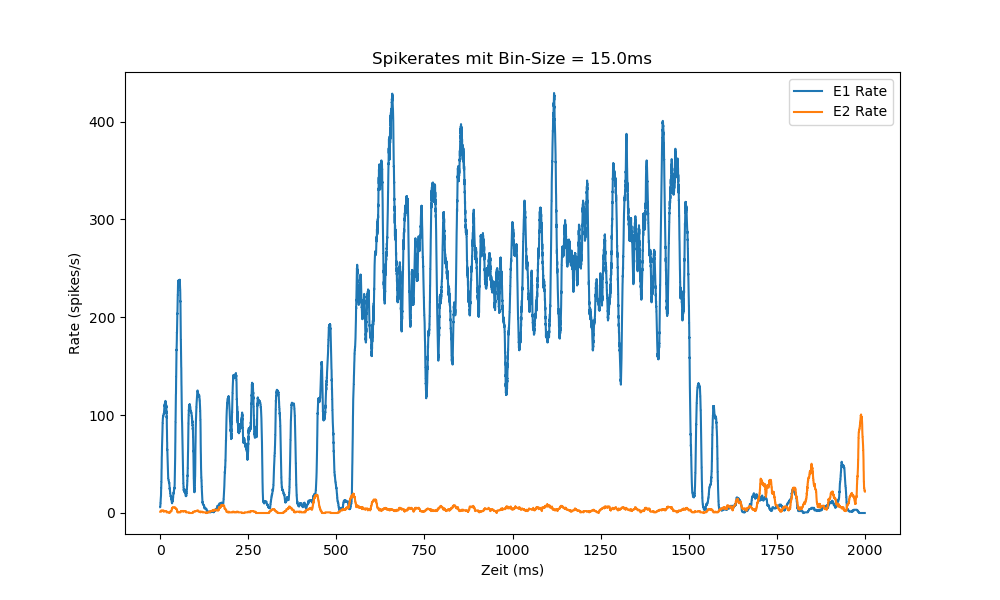 Spikerates mit Bin-Size = 15.0ms
E1 Rate
E2 Rate
400
300
200
100
0
Rate (spikes/s)
0
250
500
750
1000
1250
1500
1750
2000
Zeit (ms)